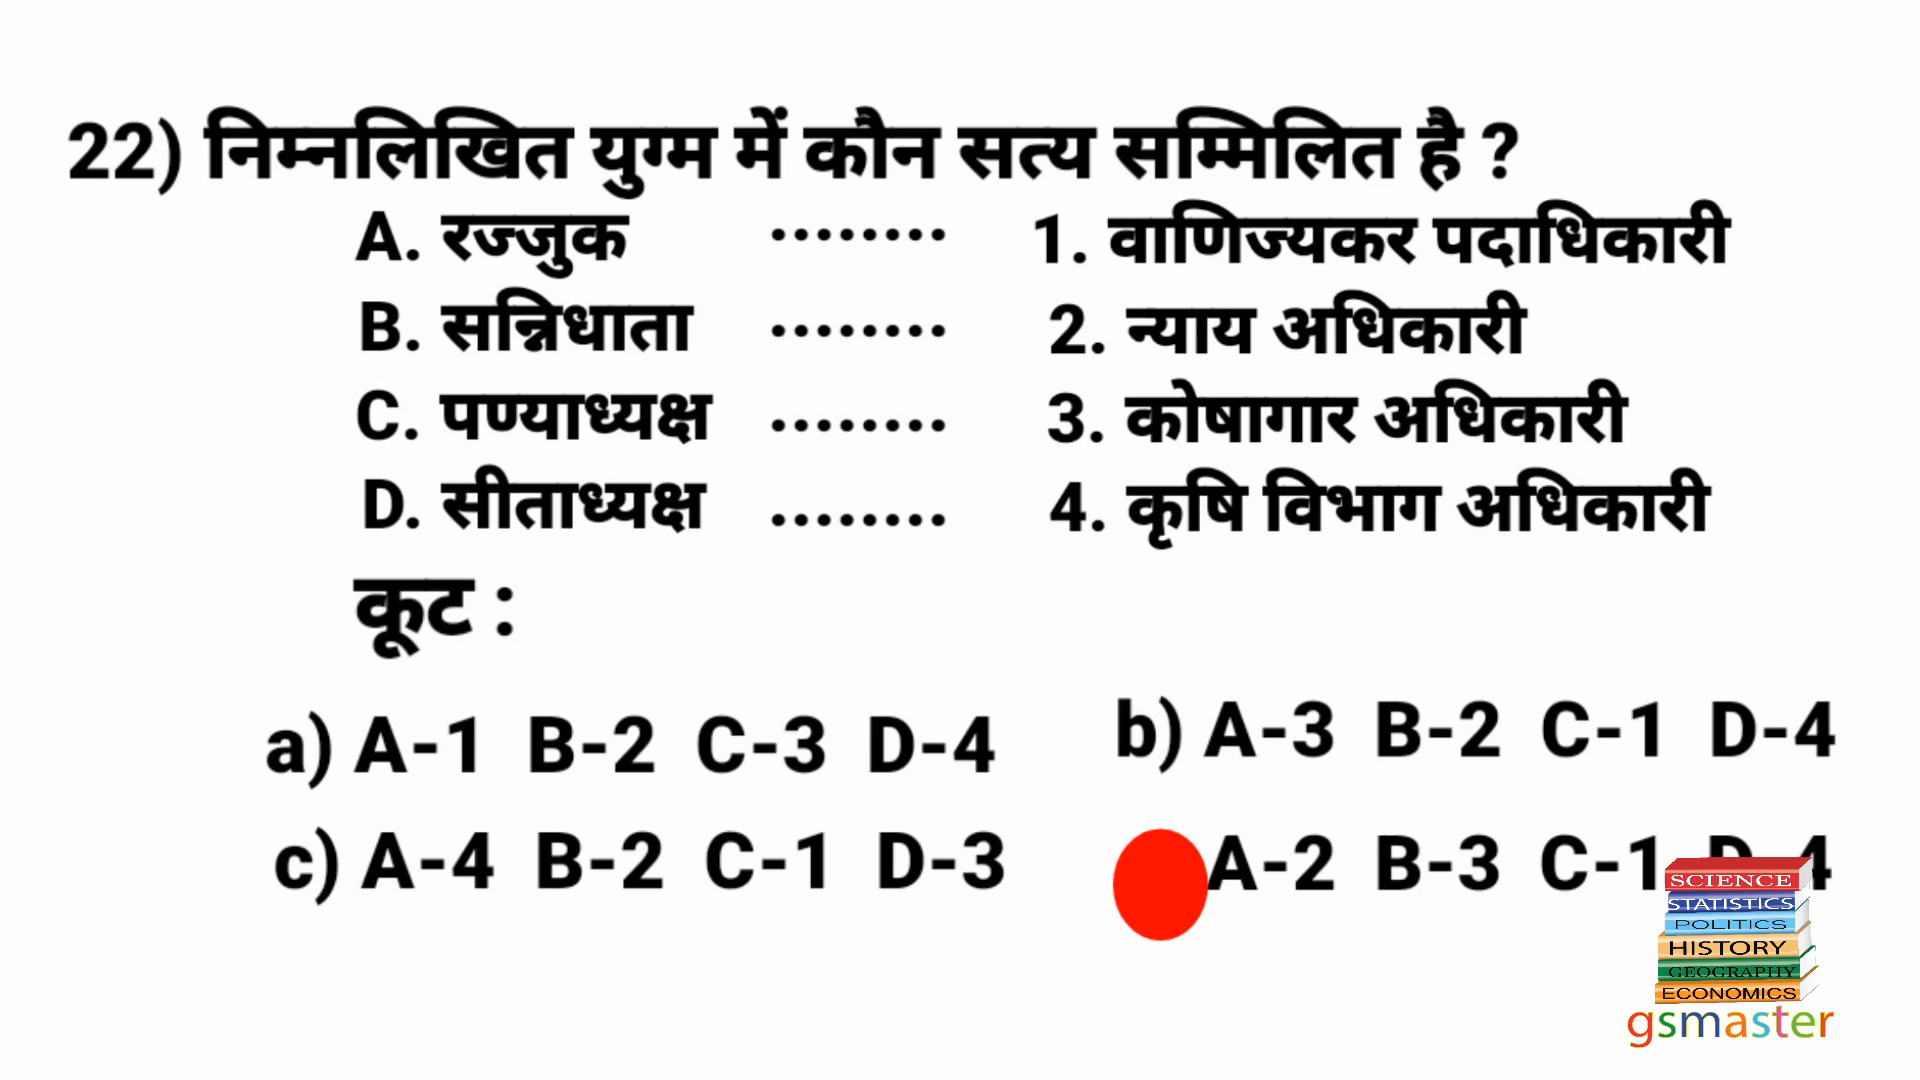 22) निम्नलिखित युग्म में कौन सत्य सम्मिलित है ?
A. रज्जुक ........ 1. वाणिज्यकर पदाधिकारी
B. सन्निधाता ........ 2. न्याय अधिकारी
C. पण्याध्यक्ष ........ 3. कोषागार अधिकारी
D. सीताध्यक्ष ........ 4. कृषि विभाग अधिकारी
कूट :
a) A-1 B-2 C-3 D-4 b) A-3 B-2 C-1 D-4
c) A-4 B-2 C-1 D-3 A-2 B-3 C-1 D-4
SCIENCE
STATISTICS
POLITICS
HISTORY
GEOGRAPHY
ECONOMICS
gsmaster